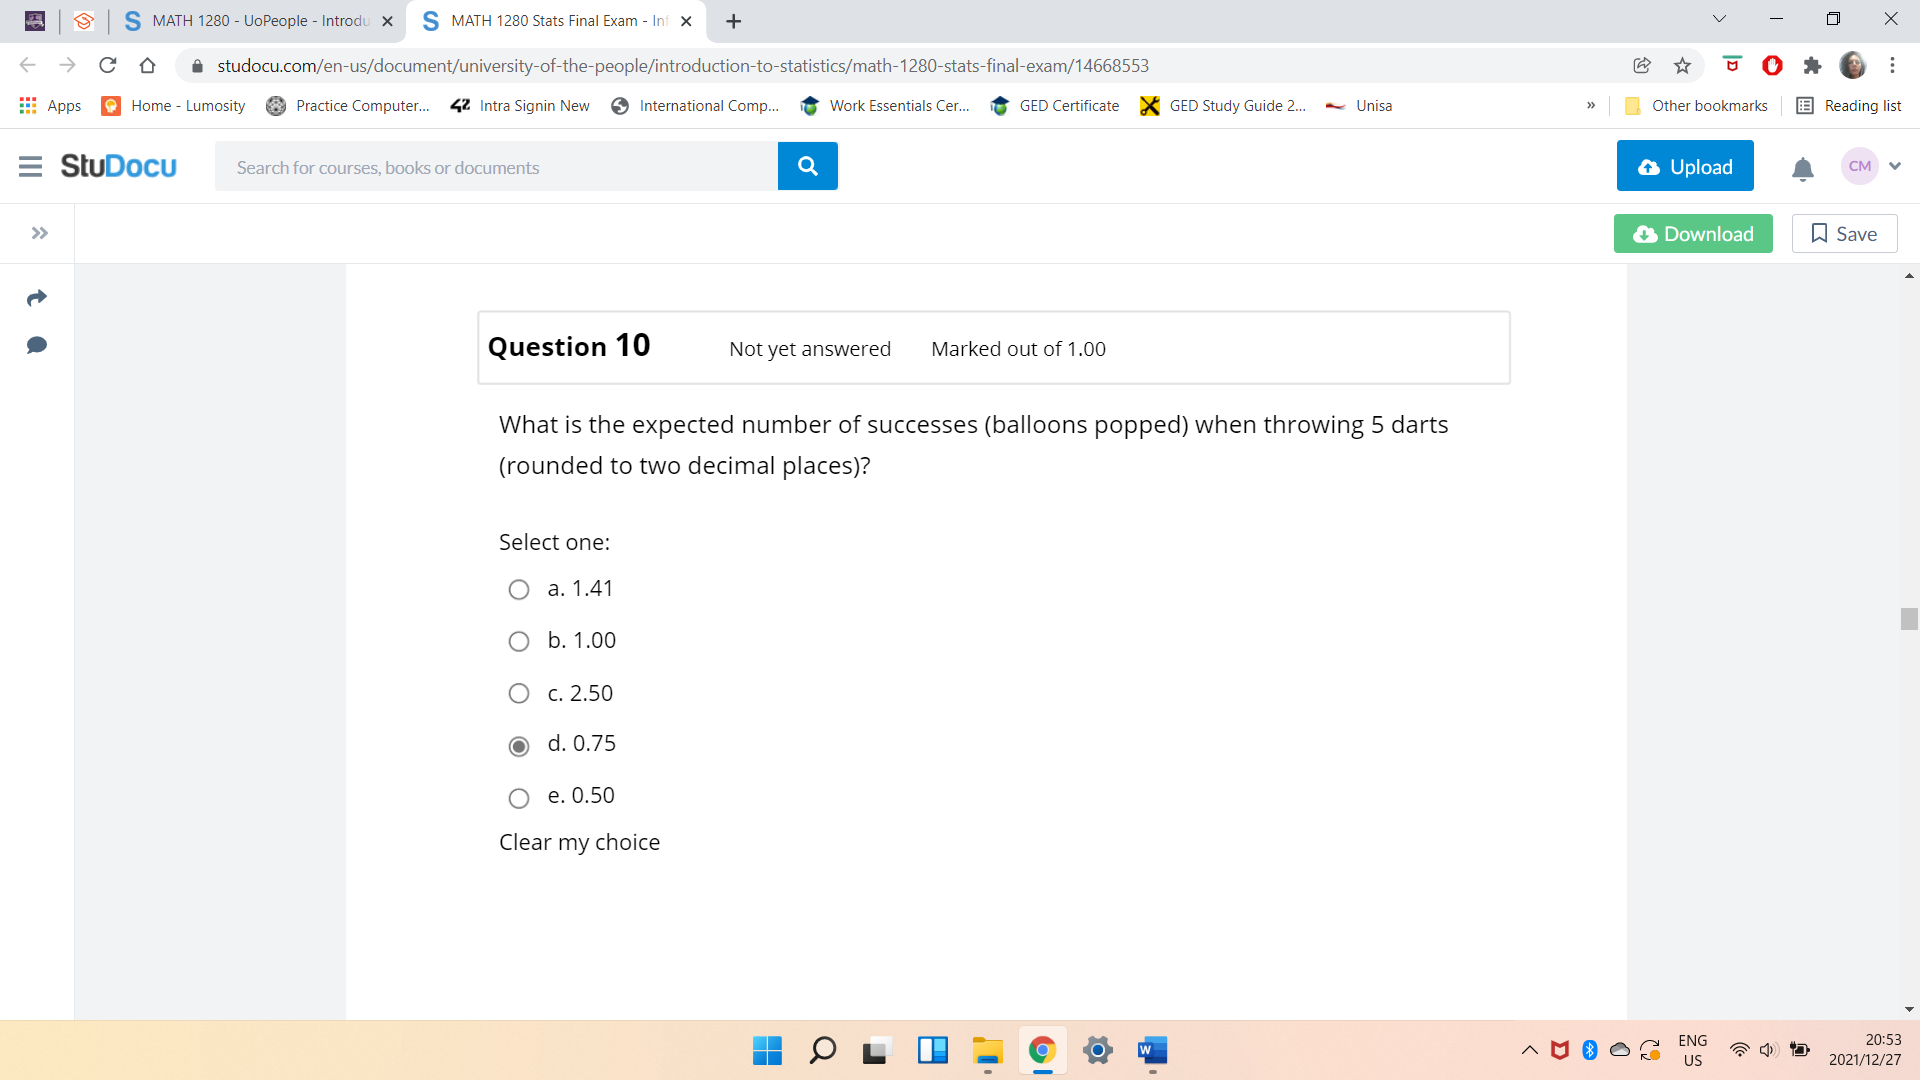 MATH 1280 - UoPeople - Introdu
MATH 1280 Stats Final Exam - Inf
studocu.com/en-us/document/university-of-the-people/introduction-to-statistics/math-1280-stats-final-exam/14668553
Apps
Home - Lumosity
Practice Computer...
42 Intra Signin New
International Comp...
Work Essentials Cer...
GED Certificate
GED Study Guide 2...
Unisa
»
Other bookmarks
Reading list
StuDocu
Search for courses, books or documents
Upload
CM
Download
Save
Question 10 Not yet answered Marked out of 1.00
What is the expected number of successes (balloons popped) when throwing 5 darts
(rounded to two decimal places)?
Select one:
a. 1.41
b. 1.00
c. 2.50
d. 0.75
e. 0.50
Clear my choice
ENG
US
20:53
2021/12/27